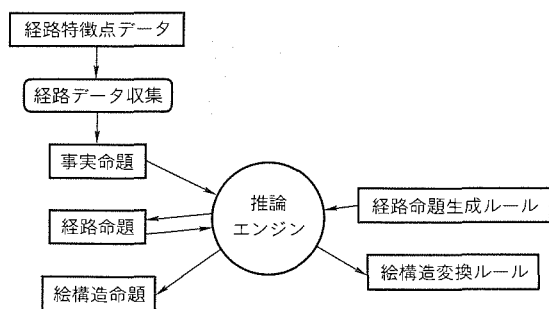 経路特徴点データ
経路データ収集
事実命題
推論
エンジン
経路命題
経路命題生成ルール
絵構造変換ルール
絵構造命題